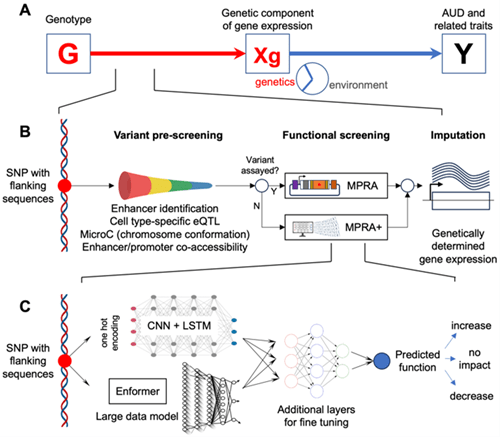 A
Genotype
Genetic component
of gene expression
AUD and
related traits
G
Xg
Y
genetics
environment
B
Variant pre-screening
Functional screening
Imputation
SNP with
flanking
sequences
Variant
assayed?
Y
N
MPRA
MPRA+
Enhancer identification
Cell type-specific eQTL
MicroC (chromosome conformation)
Enhancer/promoter co-accessibility
Genetically
determined
gene expression
C
SNP with
flanking
sequences
one hot
encoding
CNN + LSTM
Enformer
Large data model
Additional layers
for fine tuning
Predicted
function
increase
no
impact
decrease